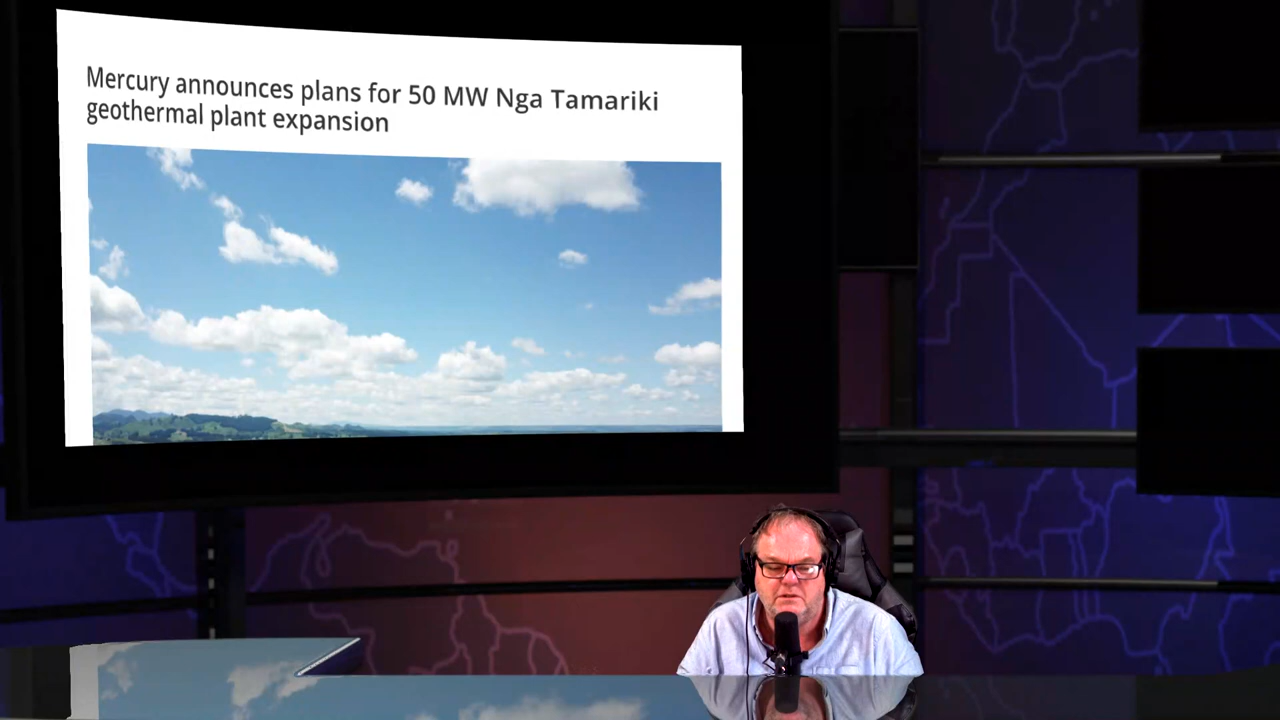 Mercury announces plans for 50 MW Nga Tamariki
geothermal plant expansion